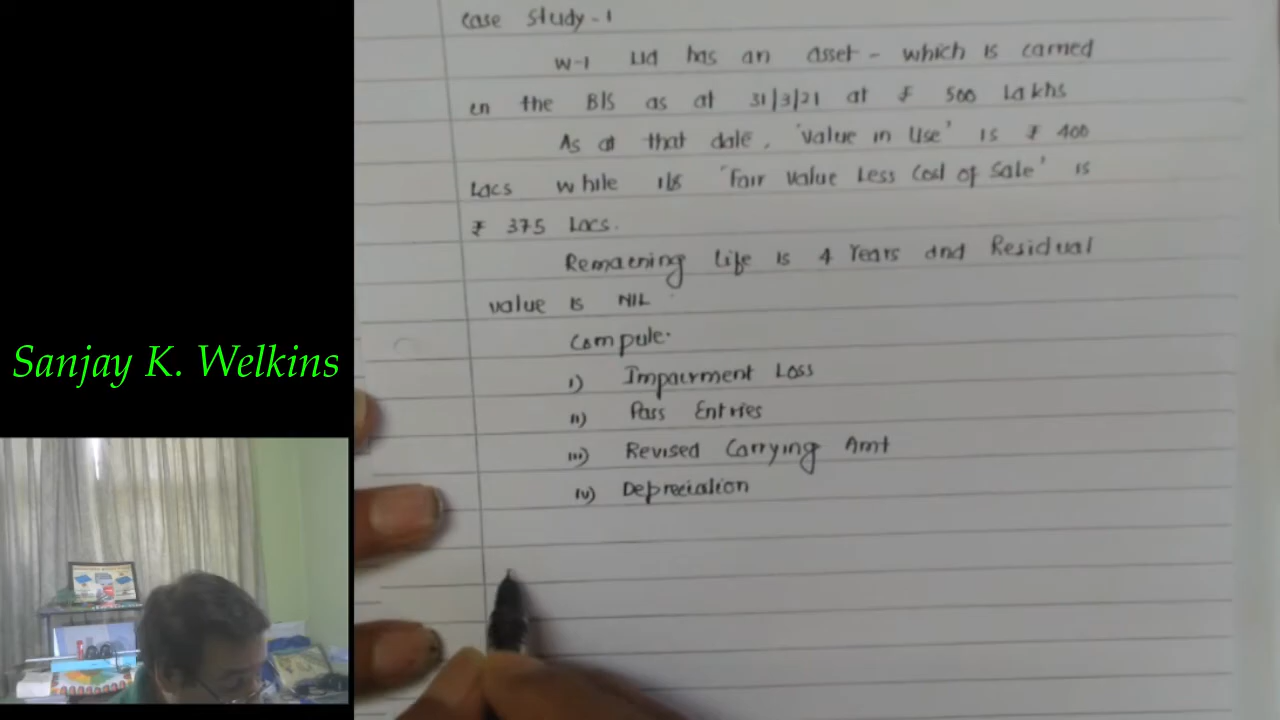 Case Study - 1
W-1 Ltd has an asset - which is carried
in the B/S as at 31/3/21 at ₹ 500 Lakhs
As at that date, 'Value in Use' is ₹ 400
Lacs while its 'Fair Value Less Cost of Sale' is
₹ 375 Lacs.
Remaining Life is 4 Years and Residual
value is NIL
Compute.
i) Impairment Loss
ii) Pass Entries
iii) Revised Carrying Amt
iv) Depreciation
Sanjay K. Welkins